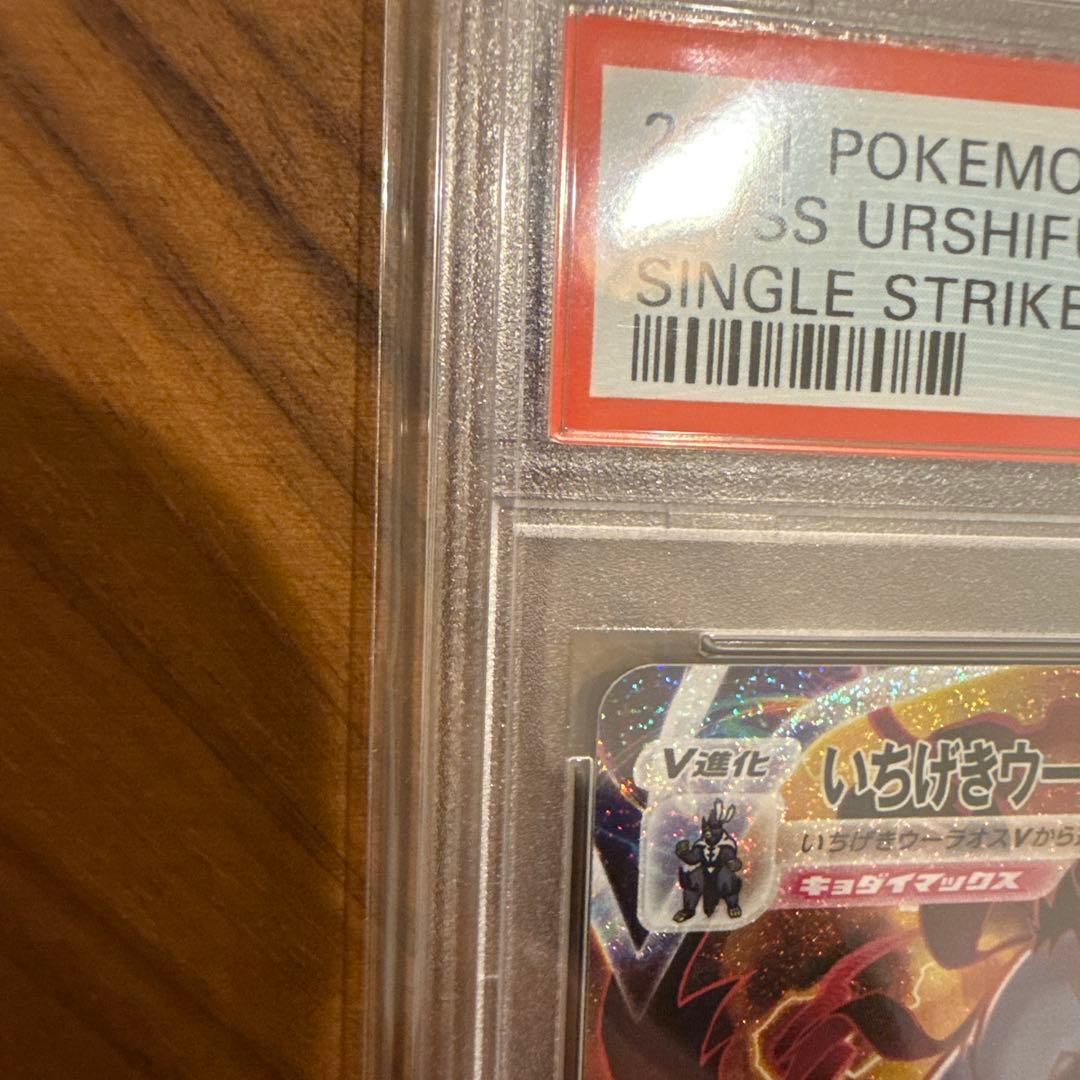 POKEMO
SS URSHIFU
SINGLE STRIKE
V進化
いちげきウー
いちげきウーラオスVから
キョダイマックス